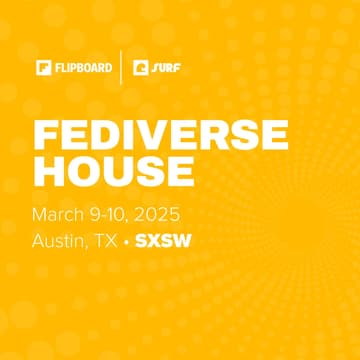 FLIPBOARD SURF
FEDIVERSE
HOUSE
March 9-10, 2025
Austin, TX • SXSW